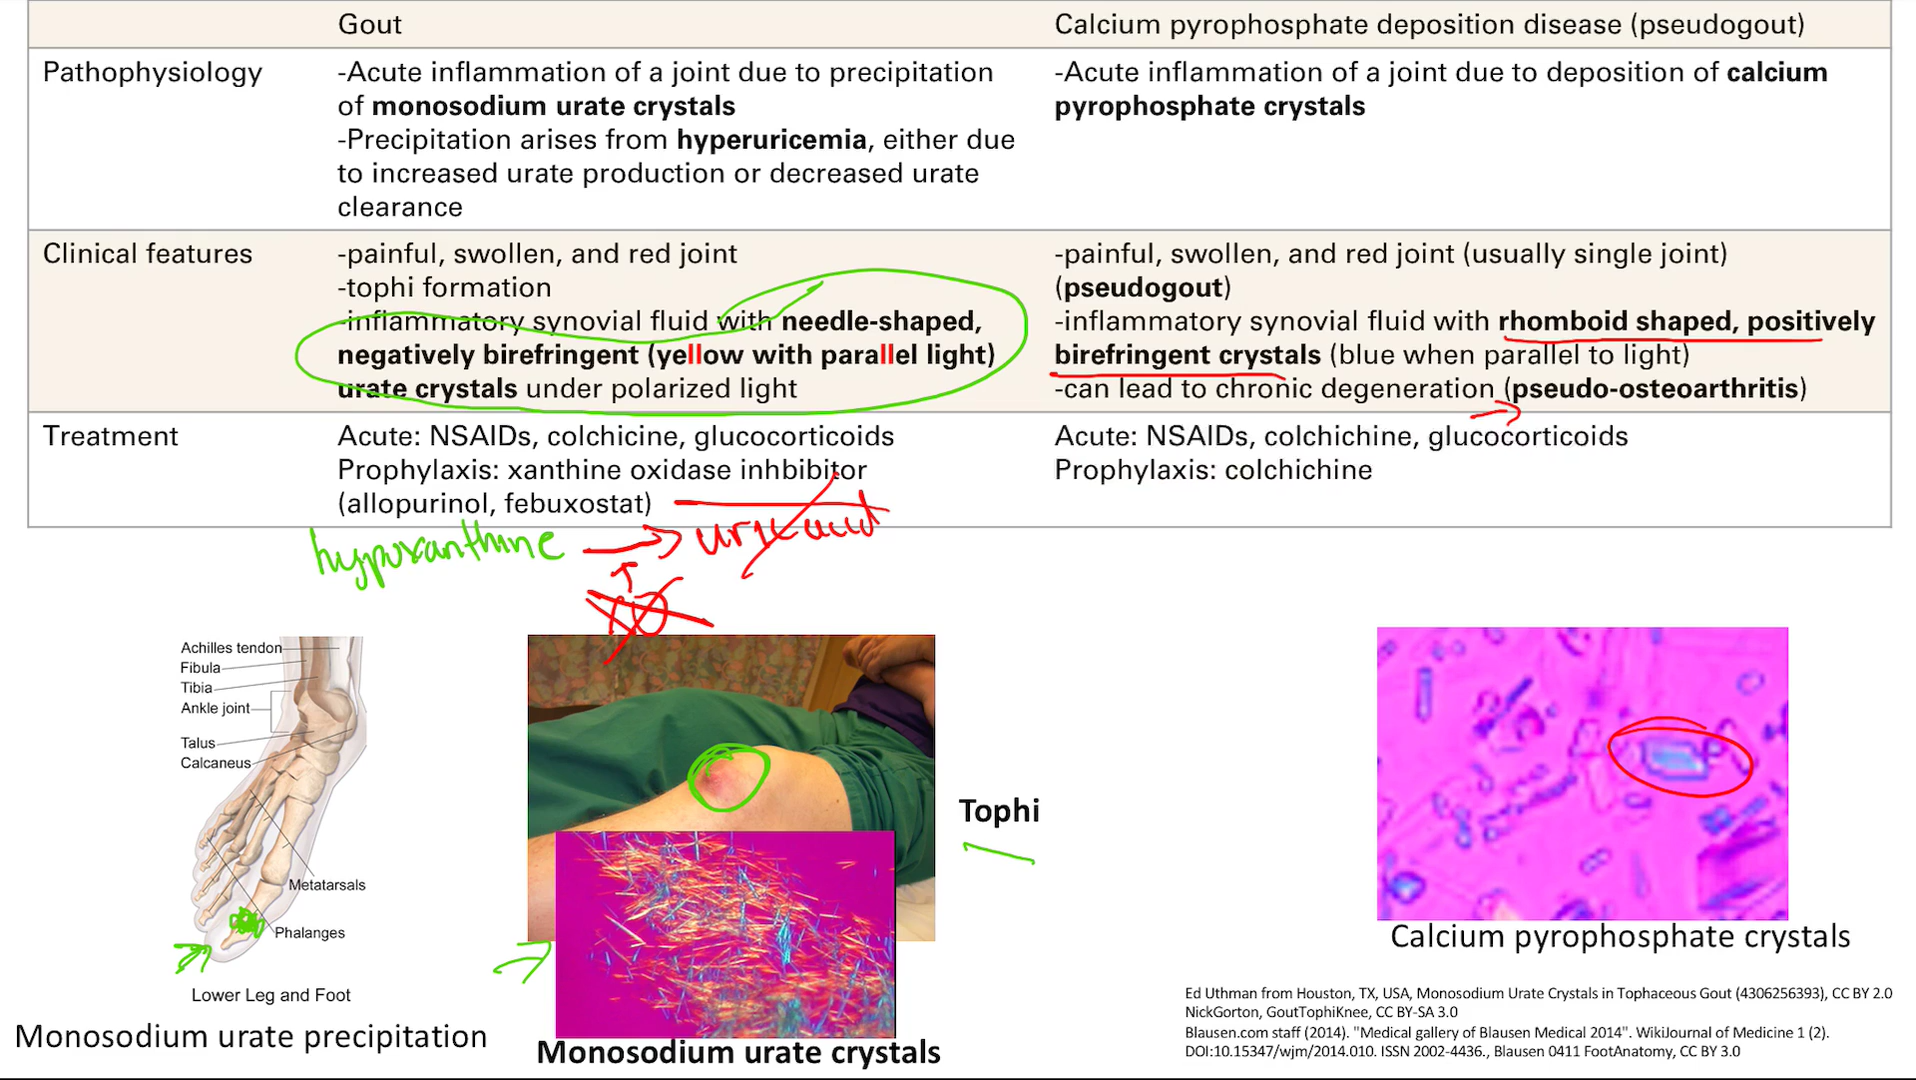 Gout
Calcium pyrophosphate deposition disease (pseudogout)
Pathophysiology
-Acute inflammation of a joint due to precipitation
of monosodium urate crystals
-Precipitation arises from hyperuricemia, either due
to increased urate production or decreased urate
clearance
-Acute inflammation of a joint due to deposition of calcium
pyrophosphate crystals
Clinical features
-painful, swollen, and red joint
-tophi formation
-inflammatory synovial fluid with needle-shaped,
negatively birefringent (yellow with parallel light)
urate crystals under polarized light
-painful, swollen, and red joint (usually single joint)
(pseudogout)
-inflammatory synovial fluid with rhomboid shaped, positively
birefringent crystals (blue when parallel to light)
-can lead to chronic degeneration (pseudo-osteoarthritis)
Treatment
Acute: NSAIDs, colchicine, glucocorticoids
Prophylaxis: xanthine oxidase inhbibitor
(allopurinol, febuxostat)
Acute: NSAIDs, colchichine, glucocorticoids
Prophylaxis: colchichine
hypoxanthine → uric acid
XO
Achilles tendon
Fibula
Tibia
Ankle joint
Talus
Calcaneus
Metatarsals
Phalanges
Lower Leg and Foot
Monosodium urate precipitation
Tophi
Monosodium urate crystals
Calcium pyrophosphate crystals
Ed Uthman from Houston, TX, USA, Monosodium Urate Crystals in Tophaceous Gout (4306256393), CC BY 2.0
NickGorton, GoutTophiKnee, CC BY-SA 3.0
Blausen.com staff (2014). "Medical gallery of Blausen Medical 2014". WikiJournal of Medicine 1 (2).
DOI:10.15347/wjm/2014.010. ISSN 2002-4436., Blausen 0411 FootAnatomy, CC BY 3.0